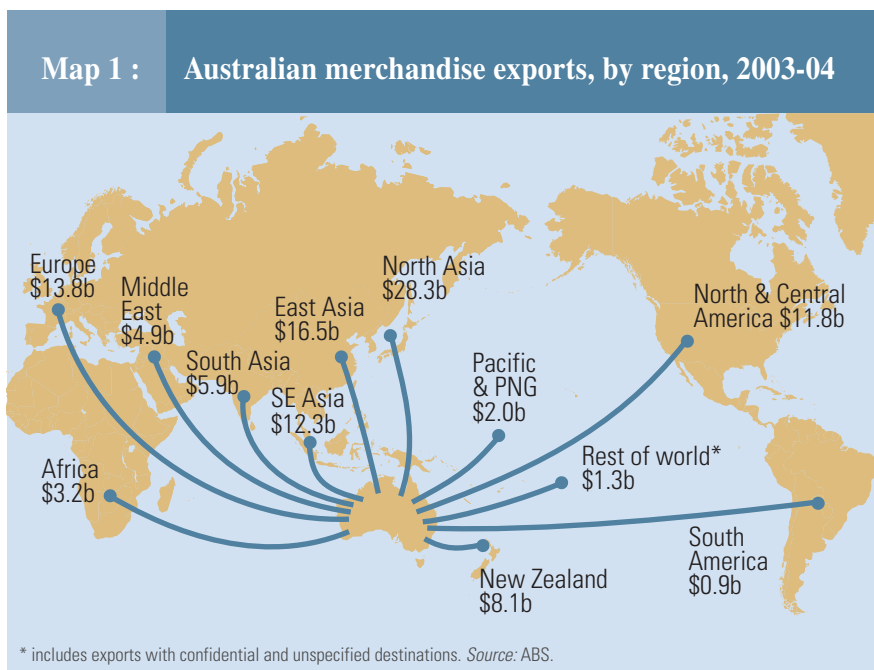 Map 1 : Australian merchandise exports, by region, 2003-04
Europe
$13.8b
Middle
East
$4.9b
South Asia
$5.9b
East Asia
$16.5b
SE Asia
$12.3b
North Asia
$28.3b
Pacific
& PNG
$2.0b
North & Central
America $11.8b
Rest of world*
$1.3b
Africa
$3.2b
South
America
$0.9b
New Zealand
$8.1b
* includes exports with confidential and unspecified destinations. Source: ABS.